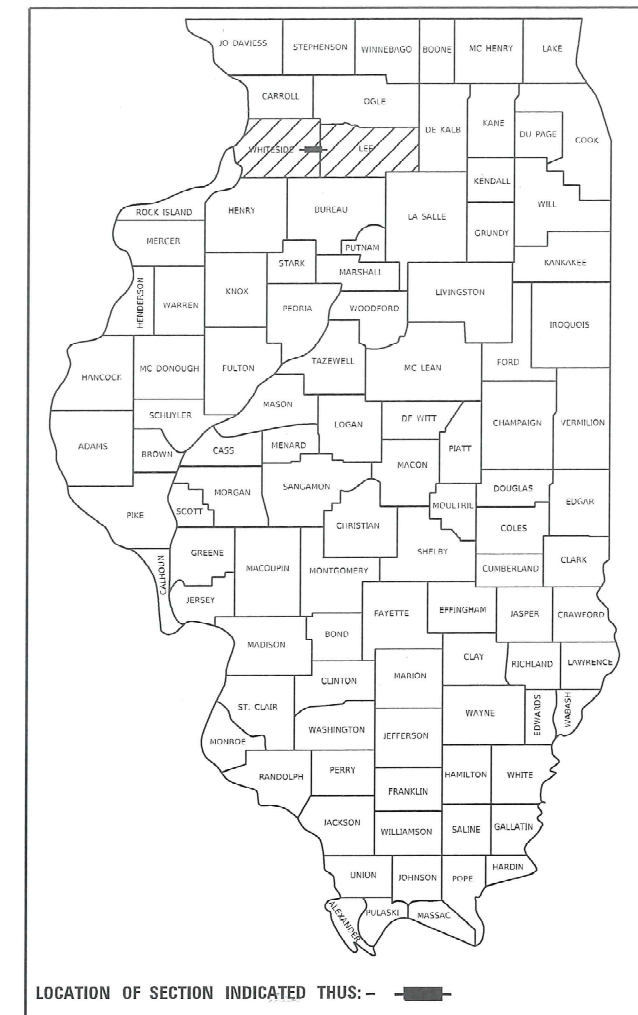 JO DAVIESS STEPHENSON WINNEBAGO BOONE MC HENRY LAKE
CARROLL OGLE
DE KALB KANE DU PAGE COOK
WHITESIDE LEE
KENDALL
WILL
ROCK ISLAND HENRY BUREAU LA SALLE
GRUNDY
MERCER PUTNAM
STARK MARSHALL KANKAKEE
HENDERSON WARREN KNOX PEORIA WOODFORD LIVINGSTON
IROQUOIS
HANCOCK MC DONOUGH FULTON TAZEWELL MC LEAN FORD
MASON
SCHUYLER LOGAN DE WITT CHAMPAIGN VERMILION
ADAMS BROWN CASS MENARD PIATT
MACON
MORGAN SANGAMON DOUGLAS
PIKE SCOTT MOULTRIE EDGAR
CHRISTIAN COLES
GREENE SHELBY
CALHOUN MACOUPIN MONTGOMERY CUMBERLAND CLARK
JERSEY FAYETTE EFFINGHAM JASPER CRAWFORD
MADISON BOND
CLAY RICHLAND LAWRENCE
CLINTON MARION
ST. CLAIR WAYNE EDWARDS WABASH
MONROE WASHINGTON JEFFERSON
RANDOLPH PERRY HAMILTON WHITE
FRANKLIN
JACKSON WILLIAMSON SALINE GALLATIN
UNION JOHNSON POPE HARDIN
ALEXANDER PULASKI MASSAC
LOCATION OF SECTION INDICATED THUS: –